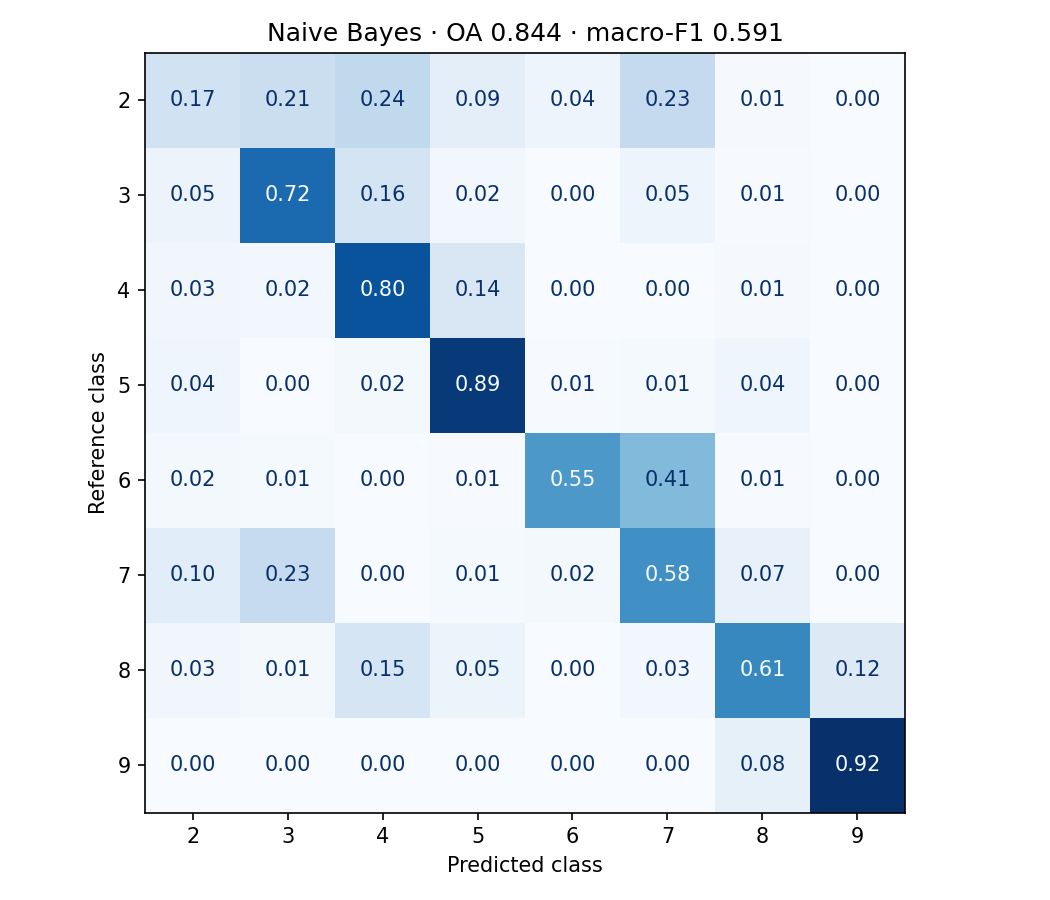 Naive Bayes · OA 0.844 · macro-F1 0.591
2 0.17 0.21 0.24 0.09 0.04 0.23 0.01 0.00
3 0.05 0.72 0.16 0.02 0.00 0.05 0.01 0.00
4 0.03 0.02 0.80 0.14 0.00 0.00 0.01 0.00
5 0.04 0.00 0.02 0.89 0.01 0.01 0.04 0.00
6 0.02 0.01 0.00 0.01 0.55 0.41 0.01 0.00
7 0.10 0.23 0.00 0.01 0.02 0.58 0.07 0.00
8 0.03 0.01 0.15 0.05 0.00 0.03 0.61 0.12
9 0.00 0.00 0.00 0.00 0.00 0.00 0.08 0.92
2 3 4 5 6 7 8 9
Predicted class
Reference class